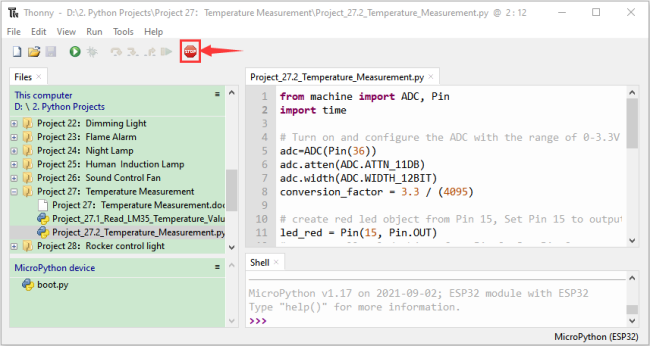 Thonny - D:\2. Python Projects\Project 27：Temperature Measurement\Project_27.2_Temperature_Measurement.py @ 2 : 12
File Edit View Run Tools Help
STOP
Files ×
This computer
D: \ 2. Python Projects
Project 22：Dimming Light
Project 23：Flame Alarm
Project 24：Night Lamp
Project 25：Human Induction Lamp
Project 26：Sound Control Fan
Project 27：Temperature Measurement
Project 27：Temperature Measurement.doc
Project_27.1_Read_LM35_Temperature_Valu
Project_27.2_Temperature_Measurement.py
Project 28：Rocker control light
MicroPython device
boot.py
Project_27.2_Temperature_Measurement.py ×
1 from machine import ADC, Pin
2 import time
3
4 # Turn on and configure the ADC with the range of 0-3.3V
5 adc=ADC(Pin(36))
6 adc.atten(ADC.ATTN_11DB)
7 adc.width(ADC.WIDTH_12BIT)
8 conversion_factor = 3.3 / (4095)
9
10 # create red led object from Pin 15, Set Pin 15 to output
11 led_red = Pin(15, Pin.OUT)
Shell ×
MicroPython v1.17 on 2021-09-02; ESP32 module with ESP32
Type "help()" for more information.
>>>
MicroPython (ESP32)